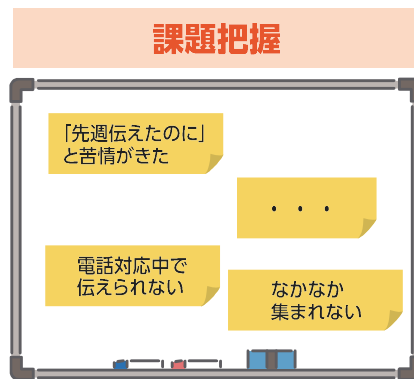 課題把握
「先週伝えたのに」
と苦情がきた
・・・
電話対応中で
伝えられない
なかなか
集まれない